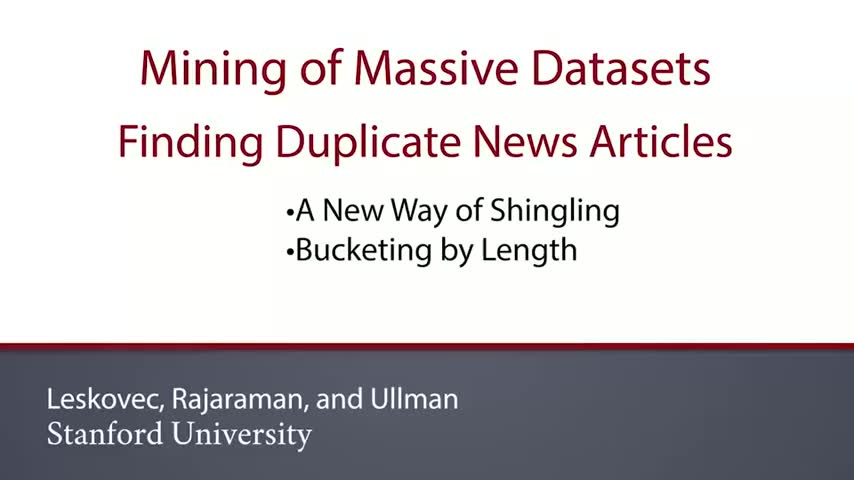 Mining of Massive Datasets
Finding Duplicate News Articles
•A New Way of Shingling
•Bucketing by Length
Leskovec, Rajaraman, and Ullman
Stanford University